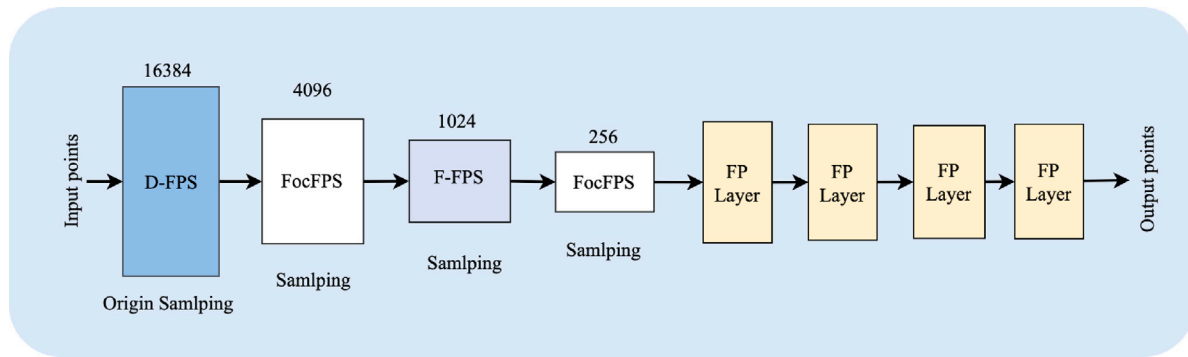 16384
4096
1024
256
Input points
D-FPS
FocFPS
F-FPS
FocFPS
FP
Layer
FP
Layer
FP
Layer
FP
Layer
Output points
Origin Samlping
Samlping
Samlping
Samlping